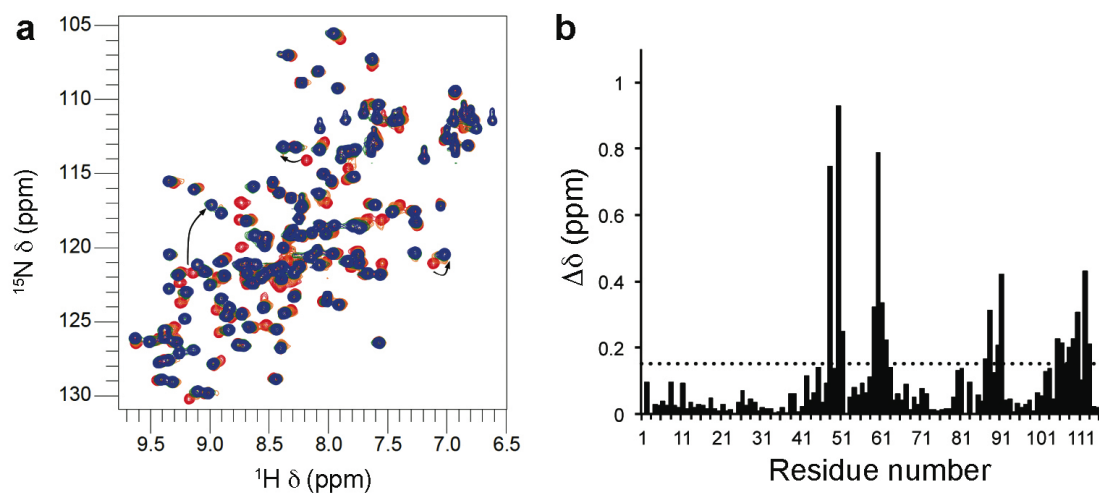 a
105
110
115
120
125
130
¹⁵N δ (ppm)
9.5 9.0 8.5 8.0 7.5 7.0 6.5
¹H δ (ppm)
b
1
0.8
0.6
0.4
0.2
0
Δδ (ppm)
1 11 21 31 41 51 61 71 81 91 101 111
Residue number